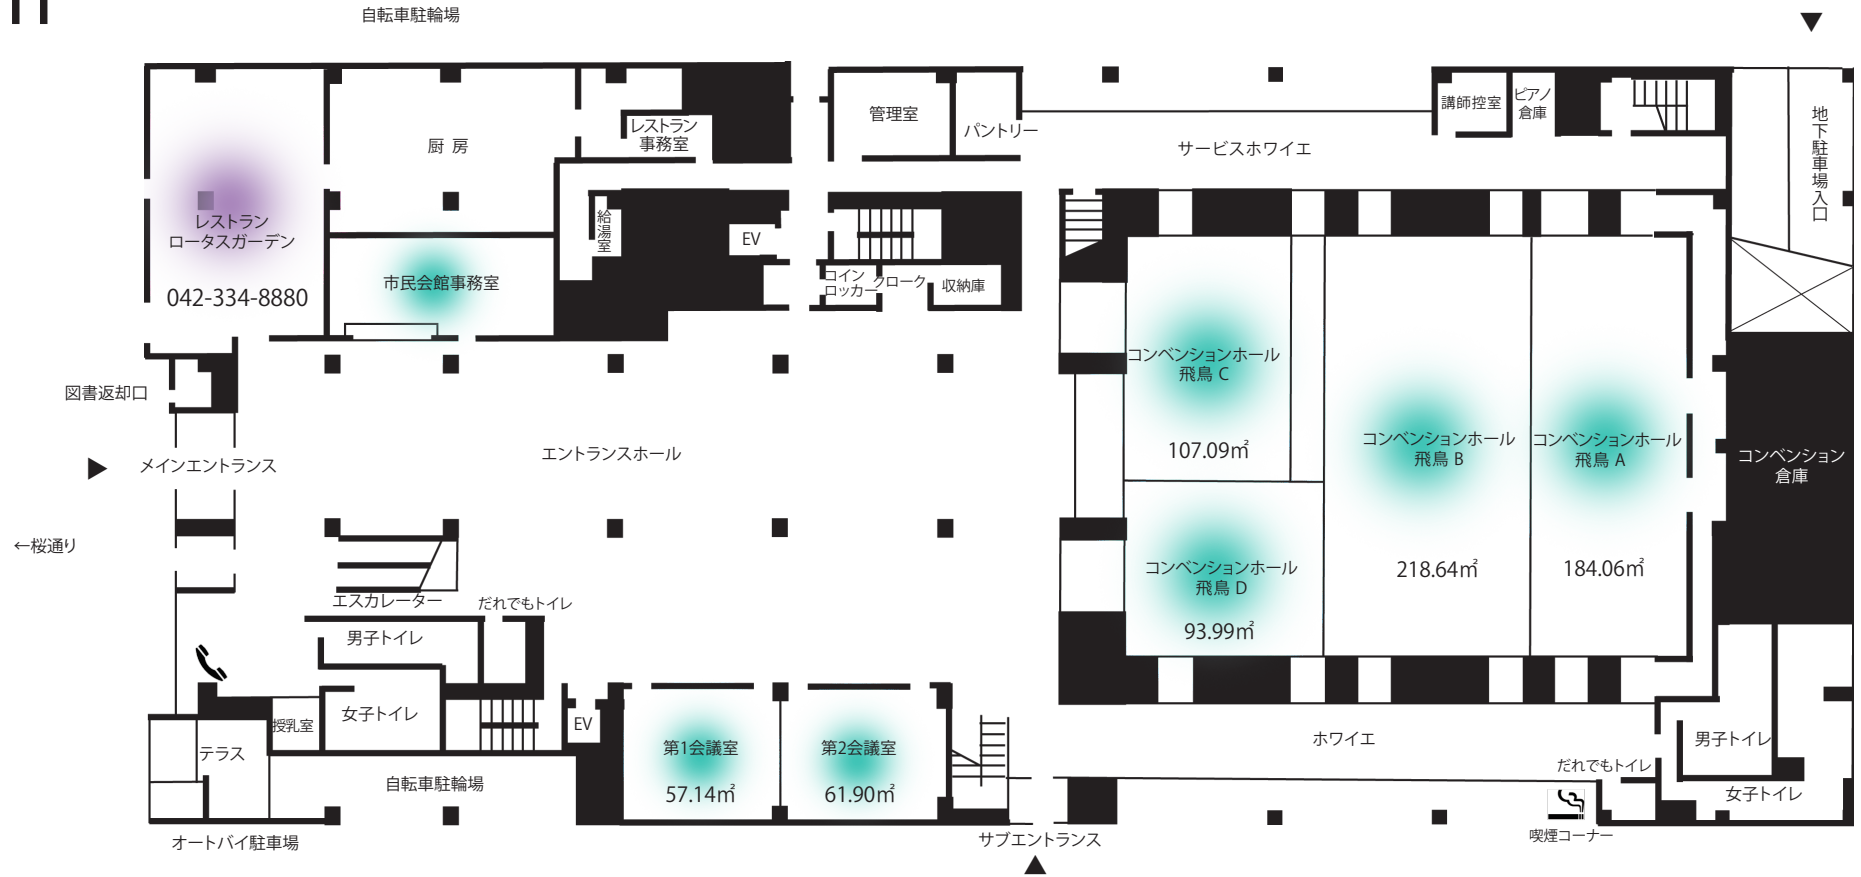 自転車駐輪場
レストラン
ロータスガーデン
042-334-8880
厨 房
レストラン
事務室
市民会館事務室
給湯室
EV
管理室
パントリー
コイン
ロッカー
クローク
収納庫
サービスホワイエ
講師控室
ピアノ
倉庫
地下駐車場入口
コンベンションホール
飛鳥 C
107.09㎡
コンベンションホール
飛鳥 B
218.64㎡
コンベンションホール
飛鳥 A
184.06㎡
コンベンションホール
飛鳥 D
93.99㎡
コンベンション
倉庫
図書返却口
メインエントランス
エントランスホール
←桜通り
エスカレーター
だれでもトイレ
男子トイレ
女子トイレ
授乳室
テラス
EV
第1会議室
57.14㎡
第2会議室
61.90㎡
ホワイエ
男子トイレ
だれでもトイレ
女子トイレ
自転車駐輪場
オートバイ駐車場
サブエントランス
喫煙コーナー